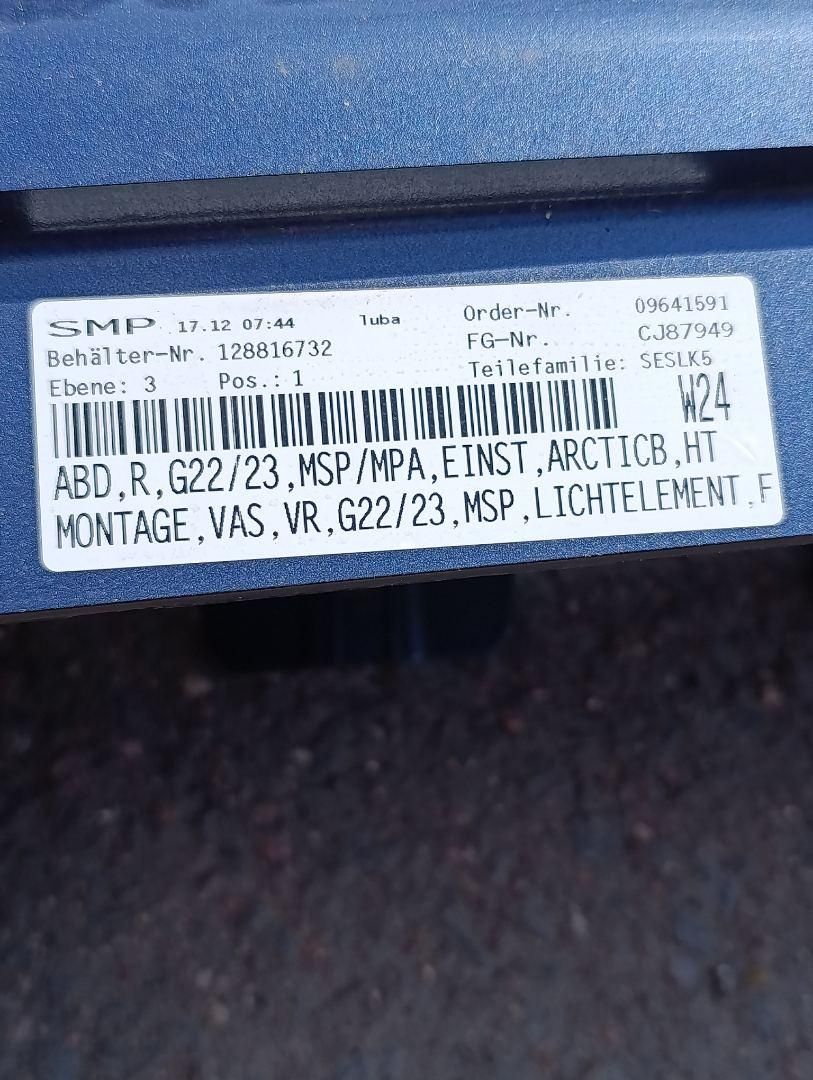 SMP 17.12 07:44 luba Order-Nr. 09641591
Behälter-Nr. 128816732 FG-Nr. CJ87949
Ebene: 3 Pos.: 1 Teilefamilie: SESLK5
W24
ABD,R,G22/23,MSP/MPA,EINST,ARCTICB,HT
MONTAGE,VAS,VR,G22/23,MSP,LICHTELEMENT,F